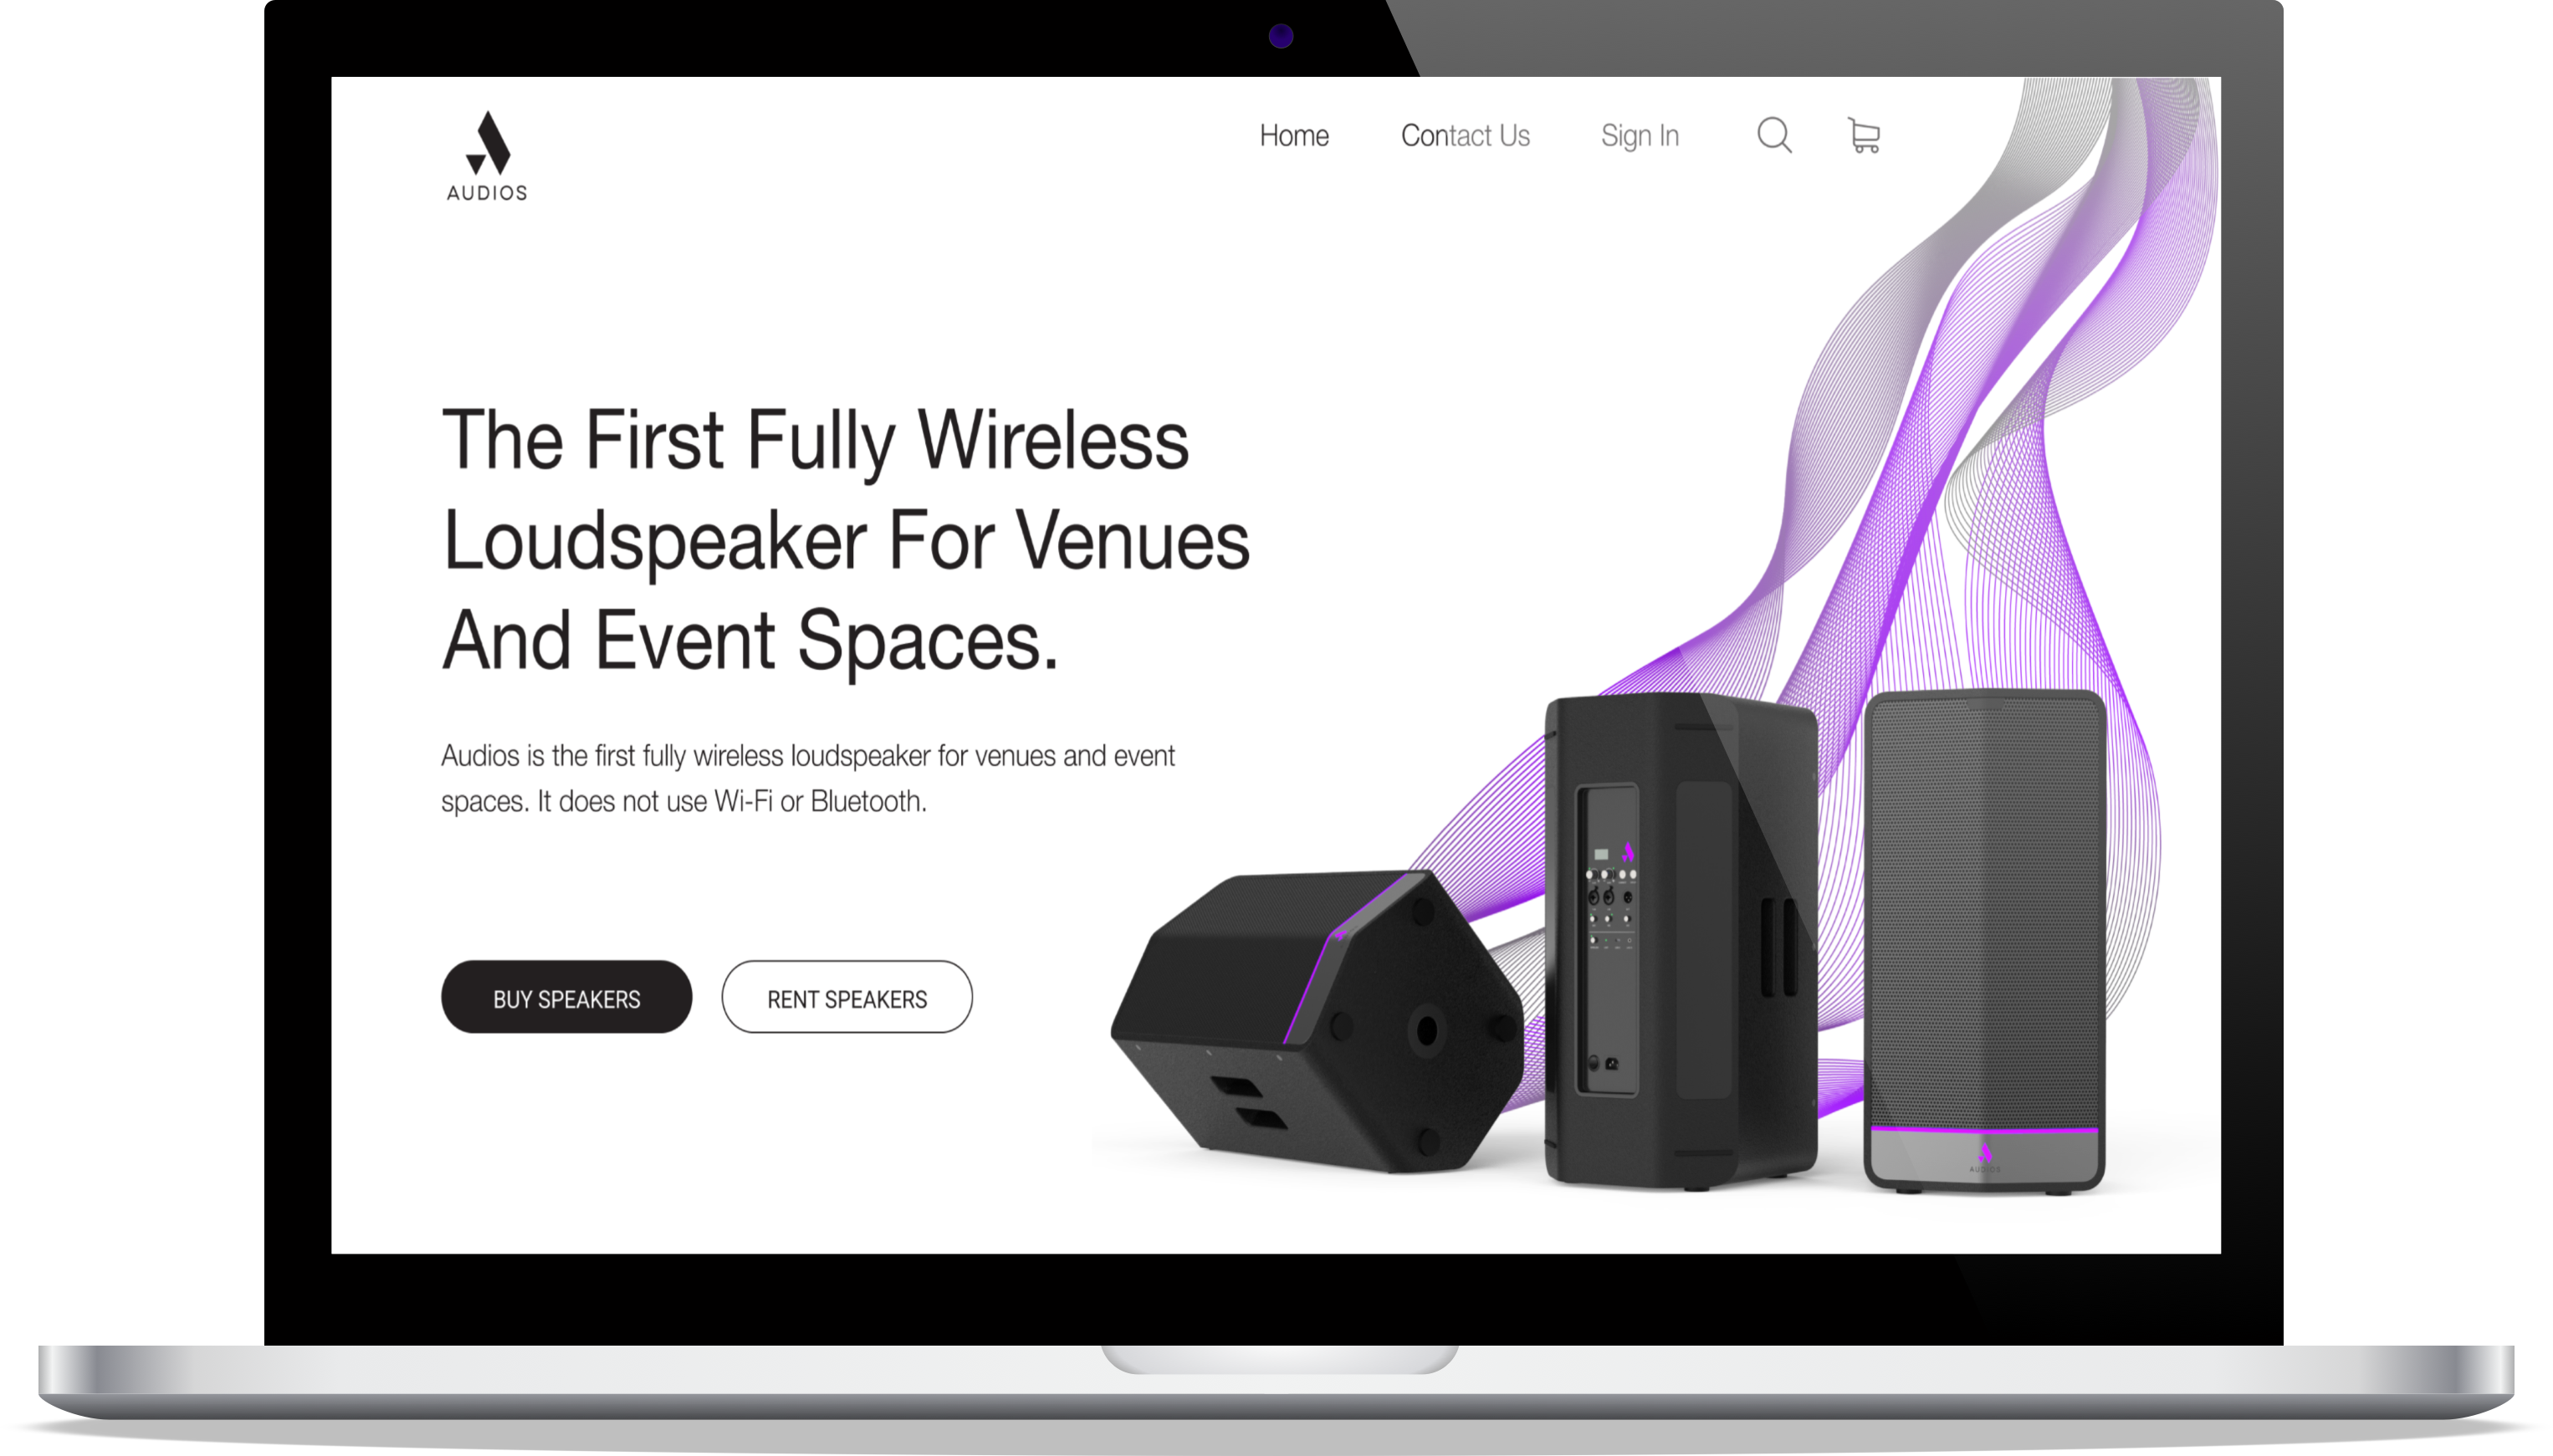 AUDIOS
Home Contact Us Sign In
The First Fully Wireless
Loudspeaker For Venues
And Event Spaces.
Audios is the first fully wireless loudspeaker for venues and event
spaces. It does not use Wi-Fi or Bluetooth.
BUY SPEAKERS RENT SPEAKERS
AUDIOS